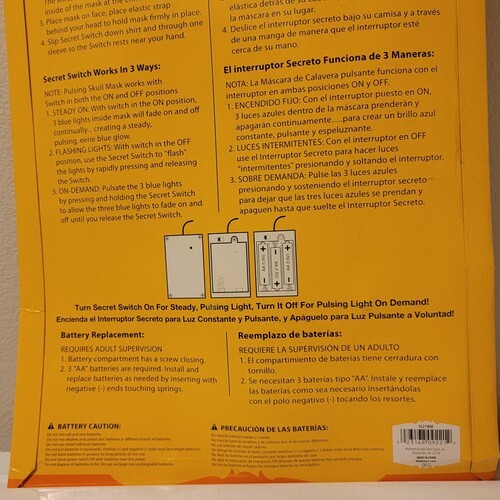 inside of the mask at the
3. Place mask on face, place elastic strap
behind your head to hold mask firmly in place.
4. Slip Secret Switch down shirt and through one
sleeve so the Switch rests near your hand.
Secret Switch Works In 3 Ways:
NOTE: Pulsing Skull Mask works with
Switch in both the ON and OFF positions
1. STEADY ON: With switch in the ON position,
3 blue lights inside mask will fade on and off
continually... creating a steady,
pulsing, eerie blue glow.
2. FLASHING LIGHTS: With switch in the OFF
position, use the Secret Switch to "flash"
the lights by rapidly pressing and releasing
the Switch.
3. ON-DEMAND: Pulsate the 3 blue lights
by pressing and holding the Secret Switch
to allow the three blue lights to fade on and
off until you release the Secret Switch.
elástica detrás de su
la máscara en su lugar.
4. Deslice el interruptor secreto bajo su camisa y a través
de una manga de manera que el interruptor esté
cerca de su mano.
El interruptor Secreto Funciona de 3 Maneras:
NOTA: La Máscara de Calavera pulsante funciona con el
interruptor en ambas posiciones ON y OFF.
1. ENCENDIDO FIJO: Con el interruptor puesto en ON,
3 luces azules dentro de la máscara prenderán y
apagarán continuamente....para crear un brillo azul
constante, pulsante y espeluznante.
2. LUCES INTERMITENTES: Con el interruptor en OFF
use el Interruptor Secreto para hacer luces
"intermitentes" presionando y soltando el interruptor.
3. SOBRE DEMANDA: Pulse las 3 luces azules
presionando y sosteniendo el interruptor secreto
para dejar que las tres luces azules se prendan y
apaguen hasta que suelte el Interruptor Secreto.
Turn Secret Switch On For Steady, Pulsing Light, Turn It Off For Pulsing Light On Demand!
Encienda el Interruptor Secreto para Luz Constante y Pulsante, y Apáguelo para Luz Pulsante a Voluntad!
Battery Replacement:
REQUIRES ADULT SUPERVISION
1. Battery compartment has a screw closing.
2. 3 "AA" batteries are required. Install and
replace batteries as needed by inserting with
negative (-) ends touching springs.
Reemplazo de baterías:
REQUIERE LA SUPERVISIÓN DE UN ADULTO
1. El compartimiento de baterías tiene cerradura con
tornillo.
2. Se necesitan 3 baterías tipo "AA". Instale y reemplace
las baterías como sea necesario insertándolas
con el polo negativo (-) tocando los resortes.
BATTERY CAUTION:
Do not mix old and new batteries.
PRECAUCIÓN DE LAS BATERÍAS:
MADE IN CHINA